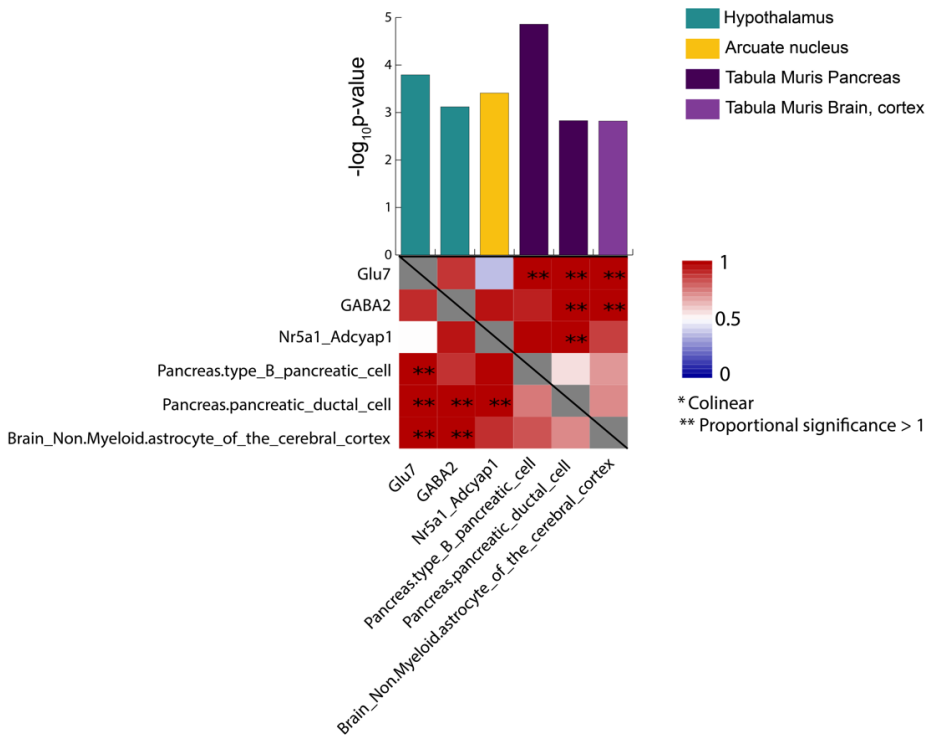 5
4
3
2
1
0
-log10p-value
Hypothalamus
Arcuate nucleus
Tabula Muris Pancreas
Tabula Muris Brain, cortex
Glu7 ** ** **
GABA2 ** **
Nr5a1_Adcyap1 **
Pancreas.type_B_pancreatic_cell **
Pancreas.pancreatic_ductal_cell ** ** **
Brain_Non.Myeloid.astrocyte_of_the_cerebral_cortex ** **
1
0.5
0
* Colinear
** Proportional significance > 1
Glu7
GABA2
Nr5a1_Adcyap1
Pancreas.type_B_pancreatic_cell
Pancreas.pancreatic_ductal_cell
Brain_Non.Myeloid.astrocyte_of_the_cerebral_cortex